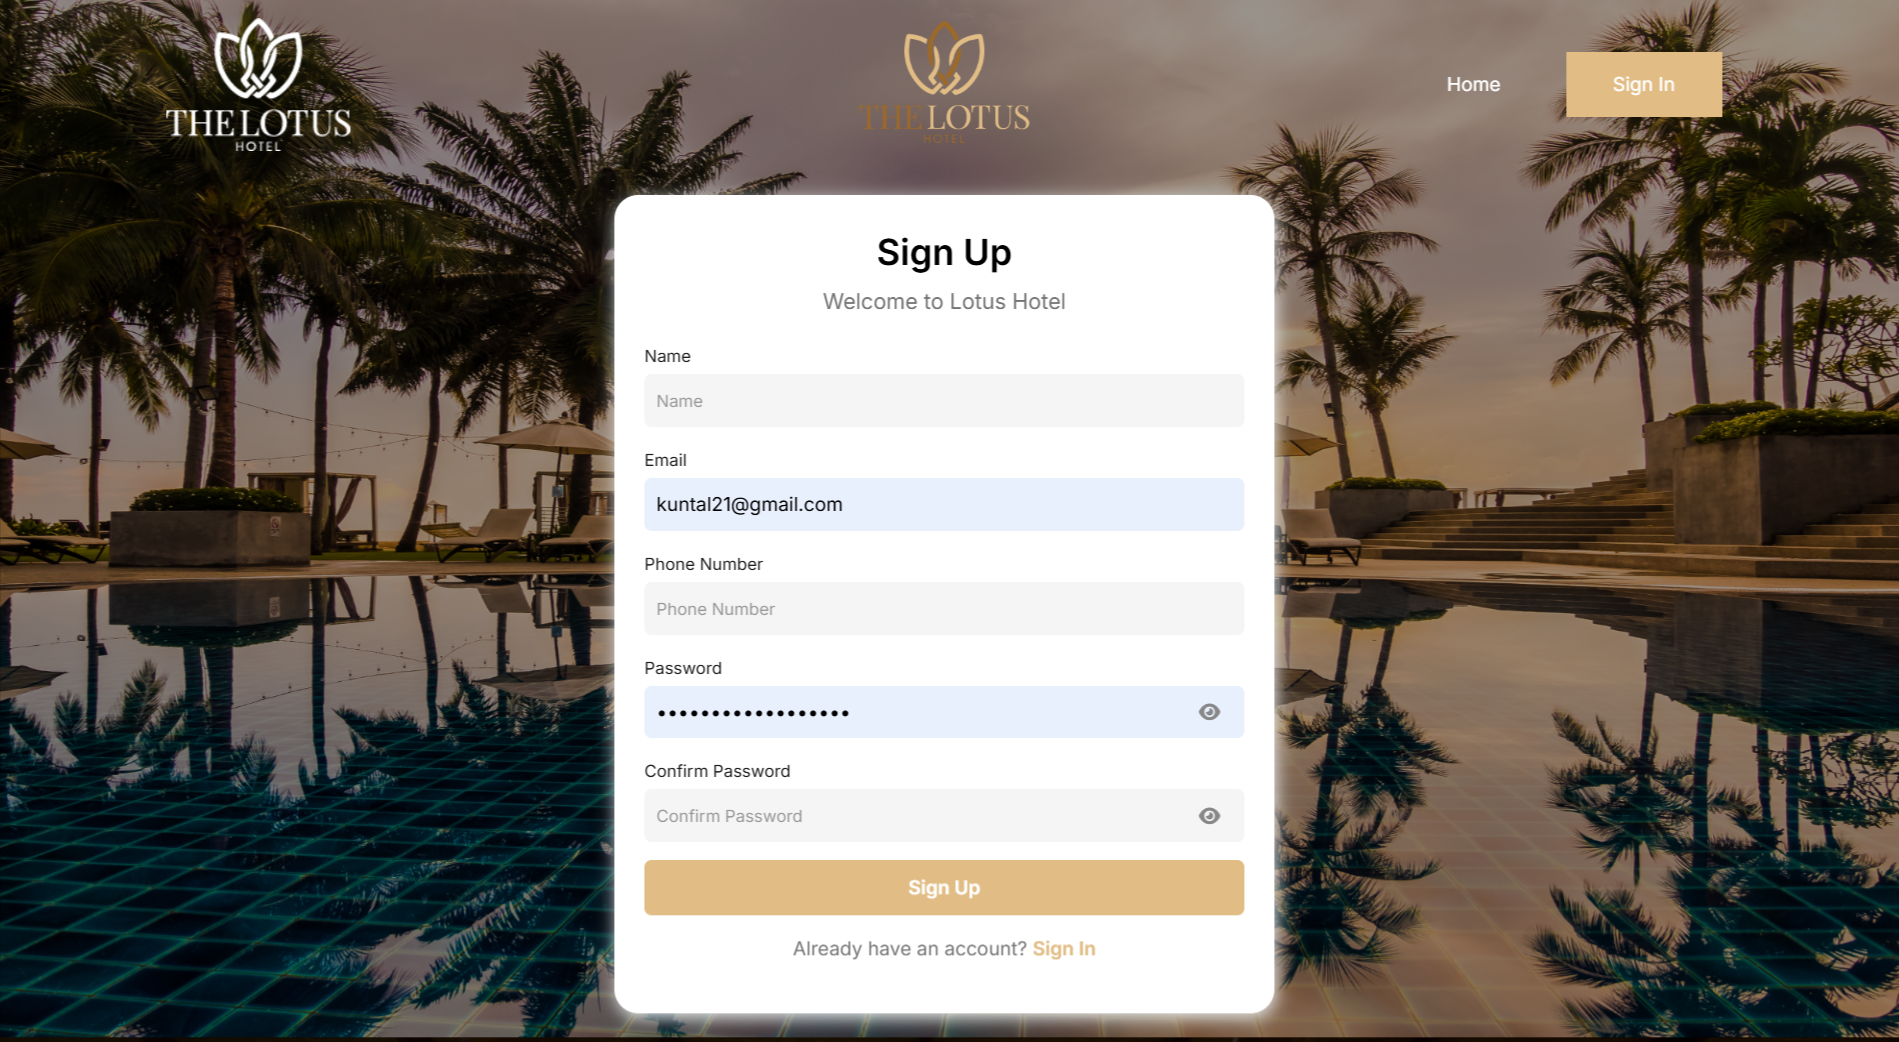 THE LOTUS
HOTEL
THE LOTUS
HOTEL
Home
Sign In
Sign Up
Welcome to Lotus Hotel
Name
Name
Email
kuntal21@gmail.com
Phone Number
Phone Number
Password
••••••••••••••••••
Confirm Password
Confirm Password
Sign Up
Already have an account? Sign In